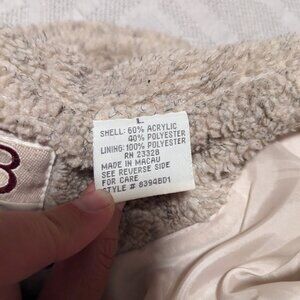 L
SHELL: 60% ACRYLIC
40% POLYESTER
LINING: 100% POLYESTER
RN 23328
MADE IN MACAU
SEE REVERSE SIDE
FOR CARE
STYLE # 8394BD1
B